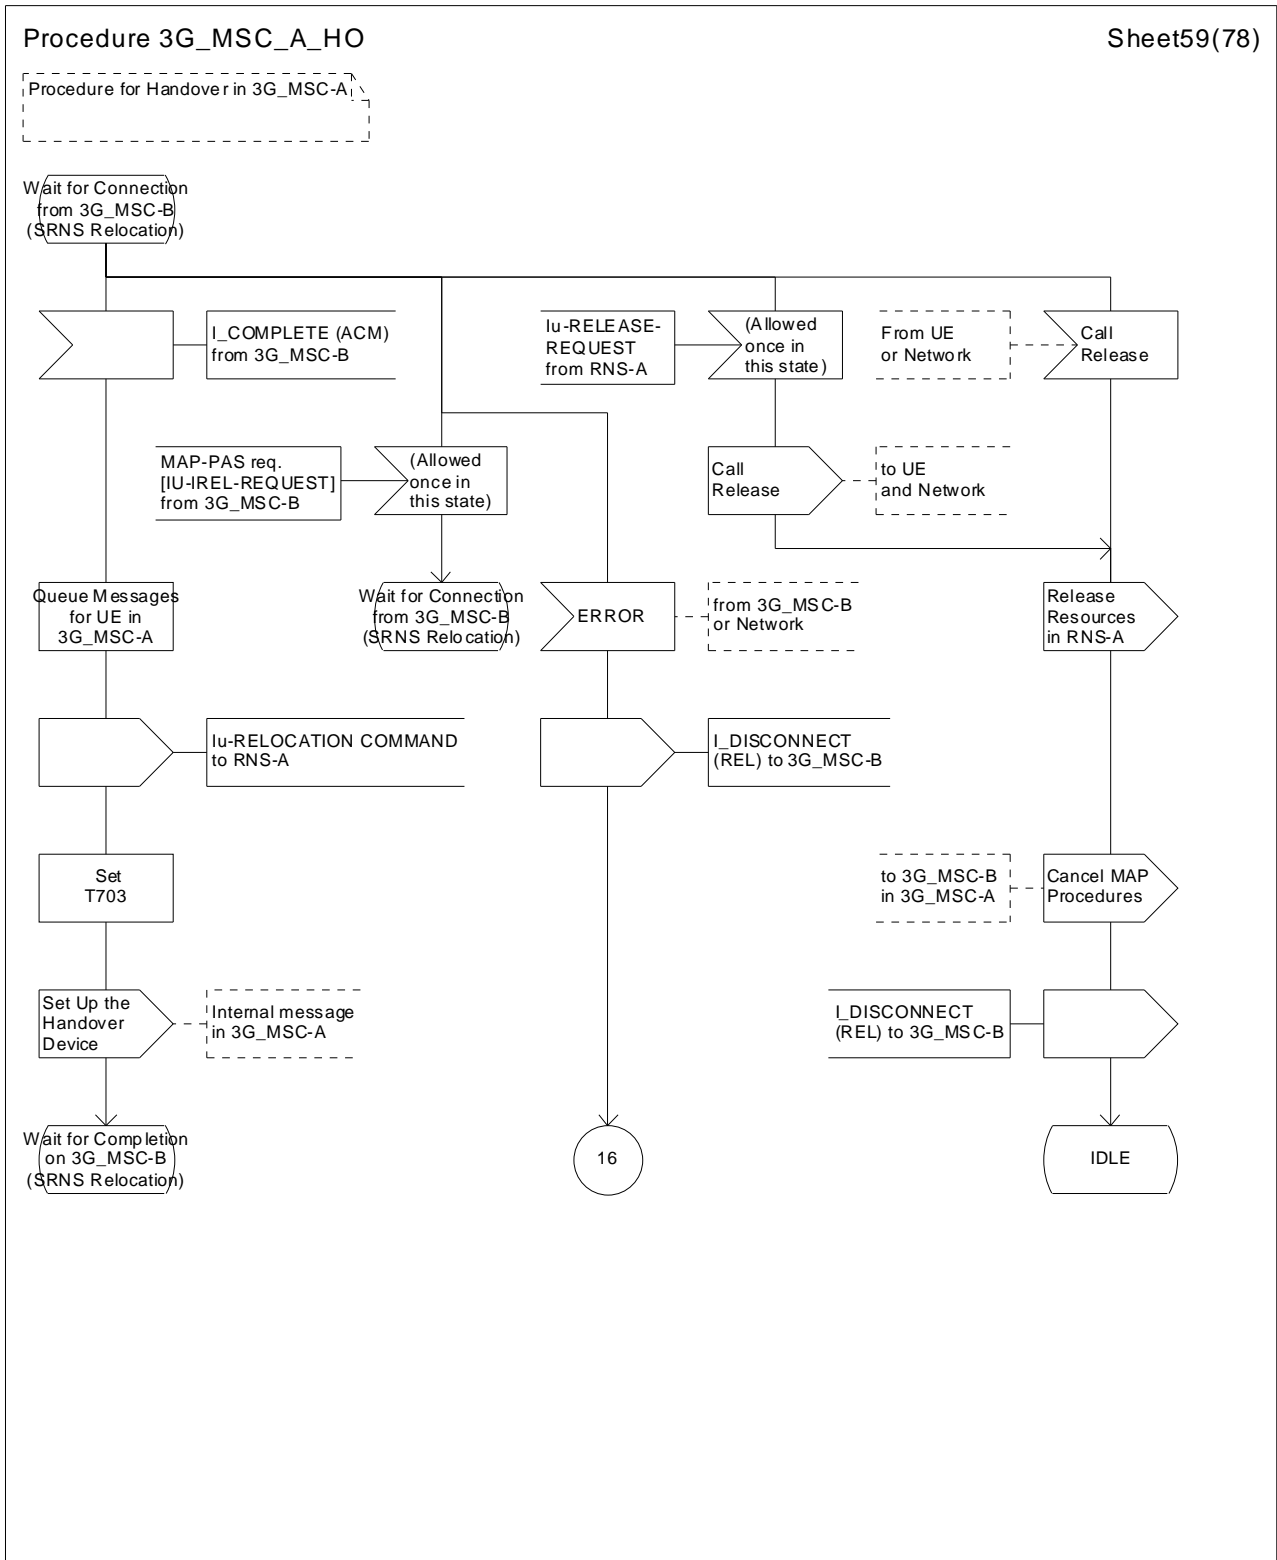 Procedure 3G_MSC_A_HO
Sheet59(78)
Procedure for Handover in 3G_MSC-A
Wait for Connection
from 3G_MSC-B
(SRNS Relocation)
I_COMPLETE (ACM)
from 3G_MSC-B
Iu-RELEASE-
REQUEST
from RNS-A
(Allowed
once in
this state)
From UE
or Network
Call
Release
MAP-PAS req.
[IU-IREL-REQUEST]
from 3G_MSC-B
(Allowed
once in
this state)
Call
Release
to UE
and Network
Queue Messages
for UE in
3G_MSC-A
Wait for Connection
from 3G_MSC-B
(SRNS Relocation)
ERROR
from 3G_MSC-B
or Network
Release
Resources
in RNS-A
Iu-RELOCATION COMMAND
to RNS-A
I_DISCONNECT
(REL) to 3G_MSC-B
Set
T703
to 3G_MSC-B
in 3G_MSC-A
Cancel MAP
Procedures
Set Up the
Handover
Device
Internal message
in 3G_MSC-A
I_DISCONNECT
(REL) to 3G_MSC-B
Wait for Completion
on 3G_MSC-B
(SRNS Relocation)
16
IDLE